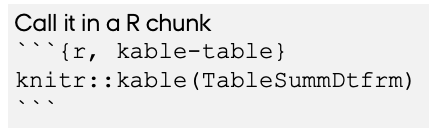 Call it in a R chunk
```{r, kable-table}
knitr::kable(TableSummDtfrm)
```